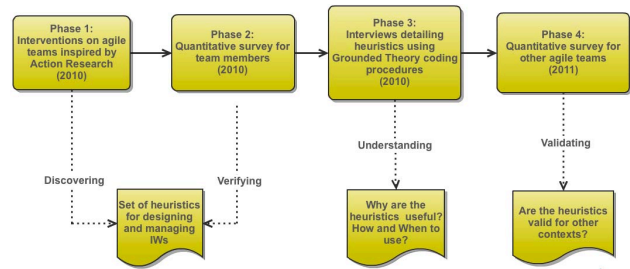 Phase 1:
Interventions on agile
teams inspired by
Action Research
(2010)
Phase 2:
Quantitative survey for
team members
(2010)
Phase 3:
Interviews detailing
heuristics using
Grounded Theory coding
procedures
(2010)
Phase 4:
Quantitative survey for
other agile teams
(2011)
Discovering
Verifying
Understanding
Validating
Set of heuristics
for designing
and managing
IWs
Why are the
heuristics useful?
How and When to
use?
Are the heuristics
valid for other
contexts?